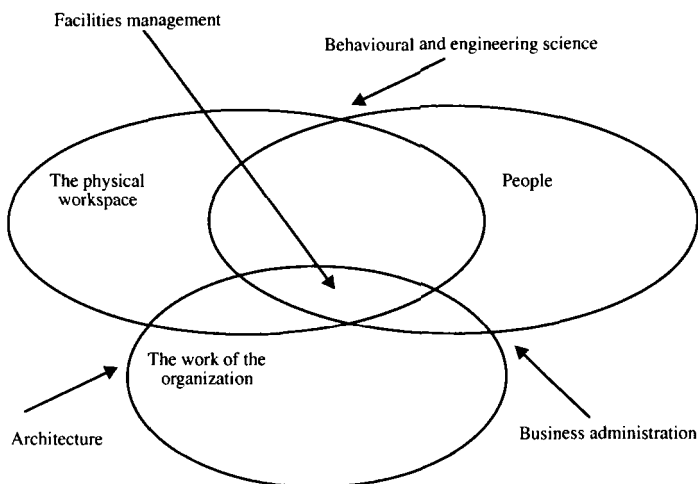 Facilities management
Behavioural and engineering science
The physical
workspace
People
The work of the
organization
Architecture
Business administration